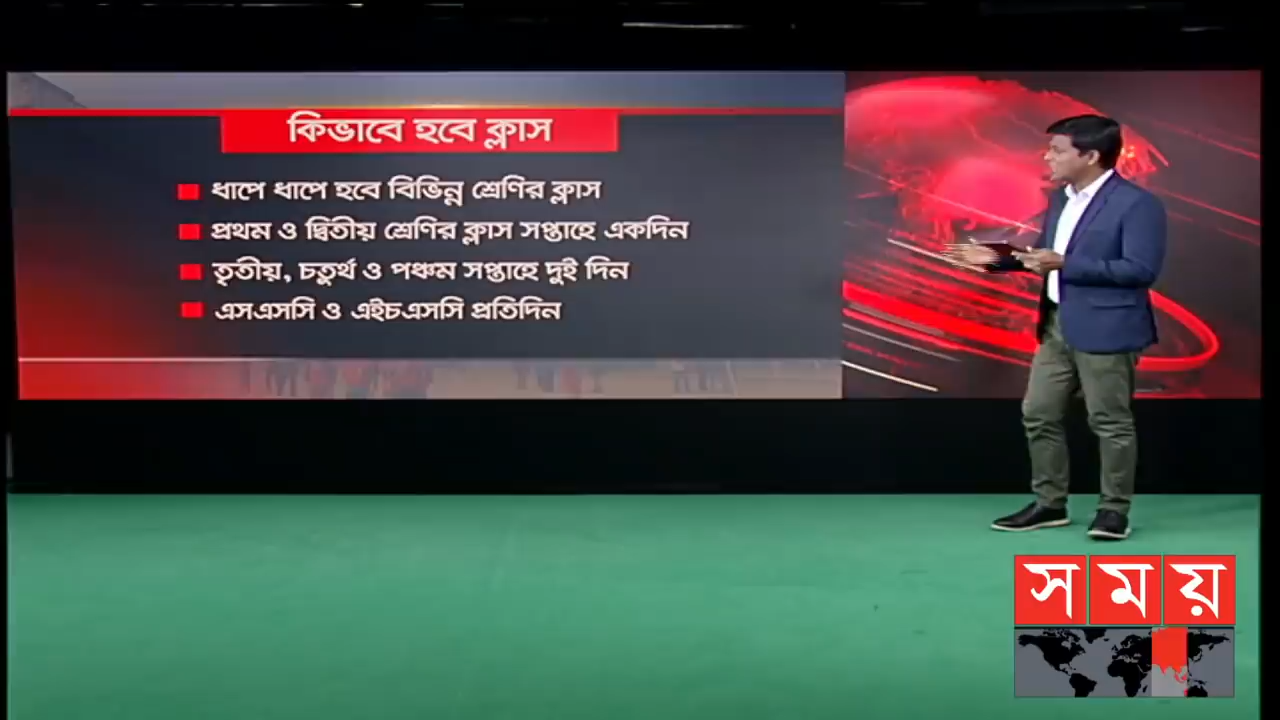 কিভাবে হবে ক্লাস
ধাপে ধাপে হবে বিভিন্ন শ্রেণির ক্লাস
প্রথম ও দ্বিতীয় শ্রেণির ক্লাস সপ্তাহে একদিন
তৃতীয়, চতুর্থ ও পঞ্চম সপ্তাহে দুই দিন
এসএসসি ও এইচএসসি প্রতিদিন
সময়